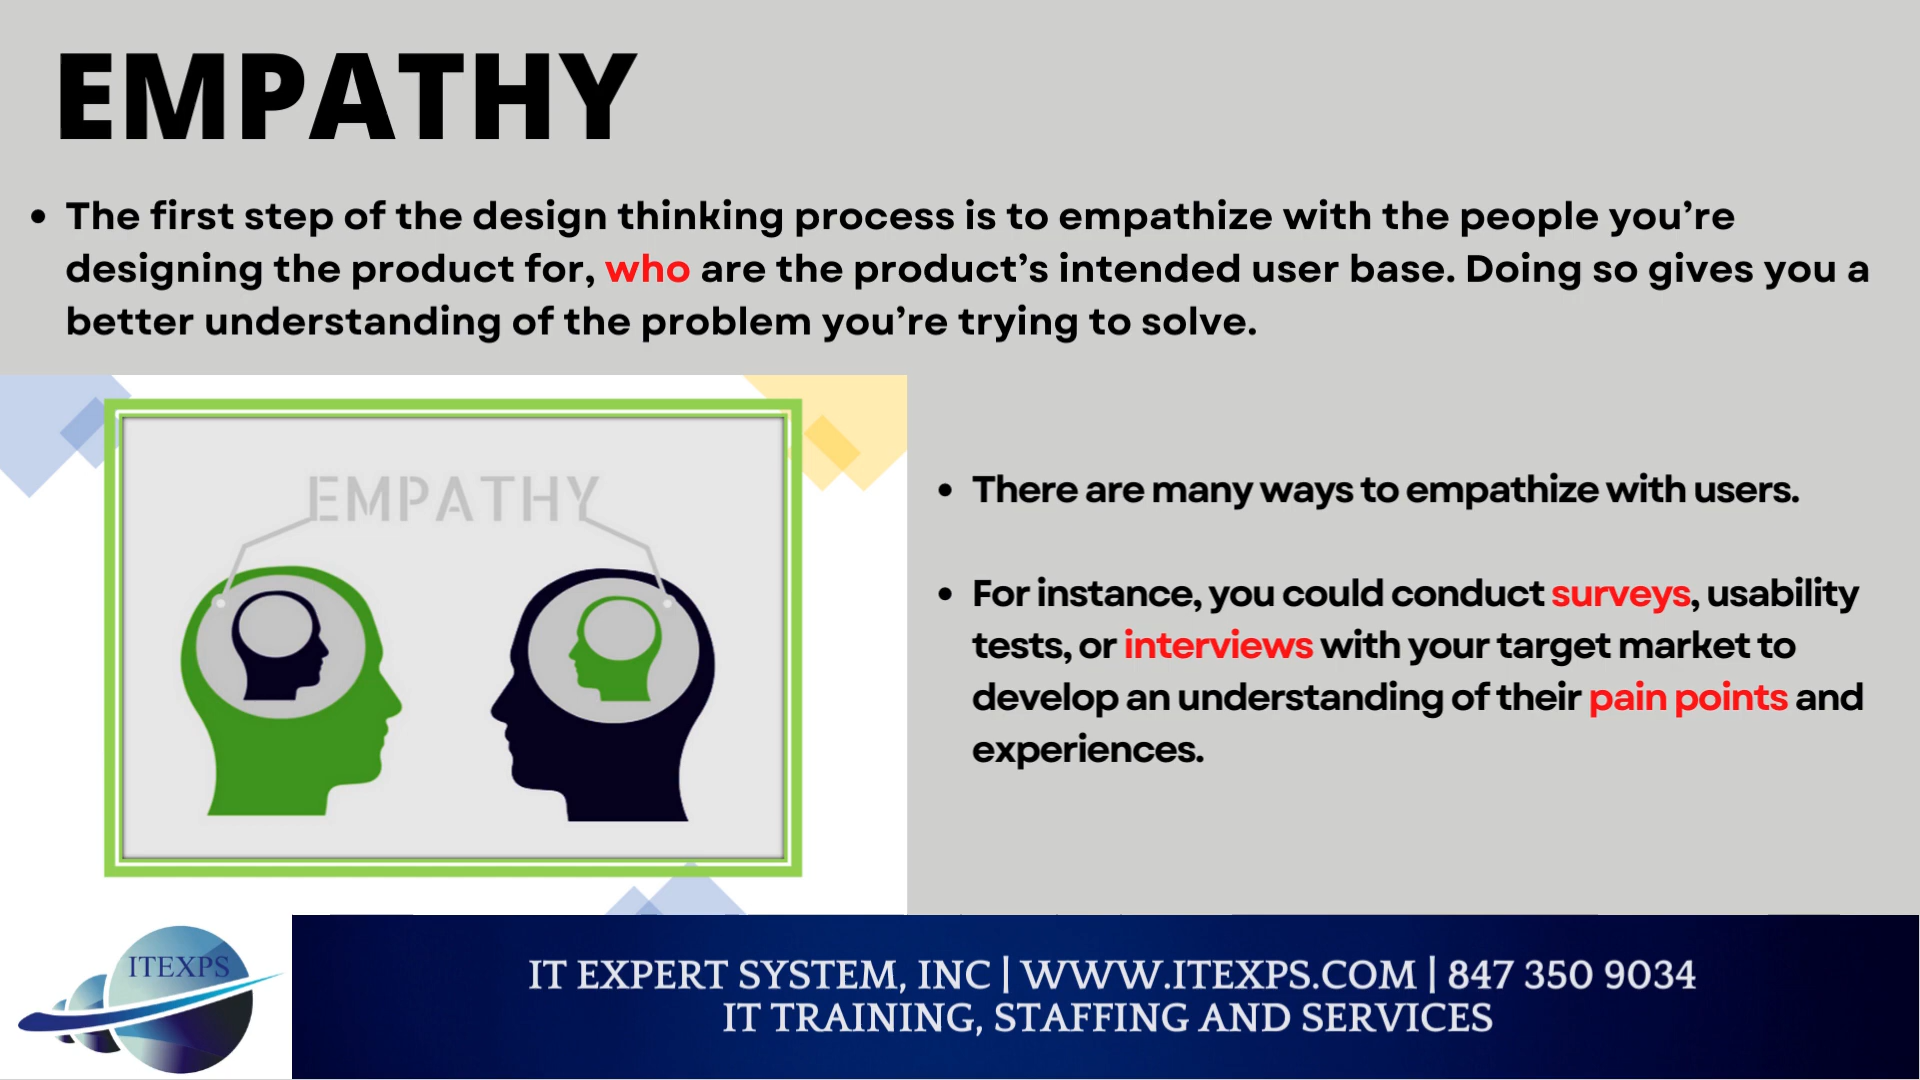 EMPATHY
• The first step of the design thinking process is to empathize with the people you’re
designing the product for, who are the product’s intended user base. Doing so gives you a
better understanding of the problem you’re trying to solve.
EMPATHY
• There are many ways to empathize with users.
• For instance, you could conduct surveys, usability
tests, or interviews with your target market to
develop an understanding of their pain points and
experiences.
ITEXPS
IT EXPERT SYSTEM, INC | WWW.ITEXPS.COM | 847 350 9034
IT TRAINING, STAFFING AND SERVICES